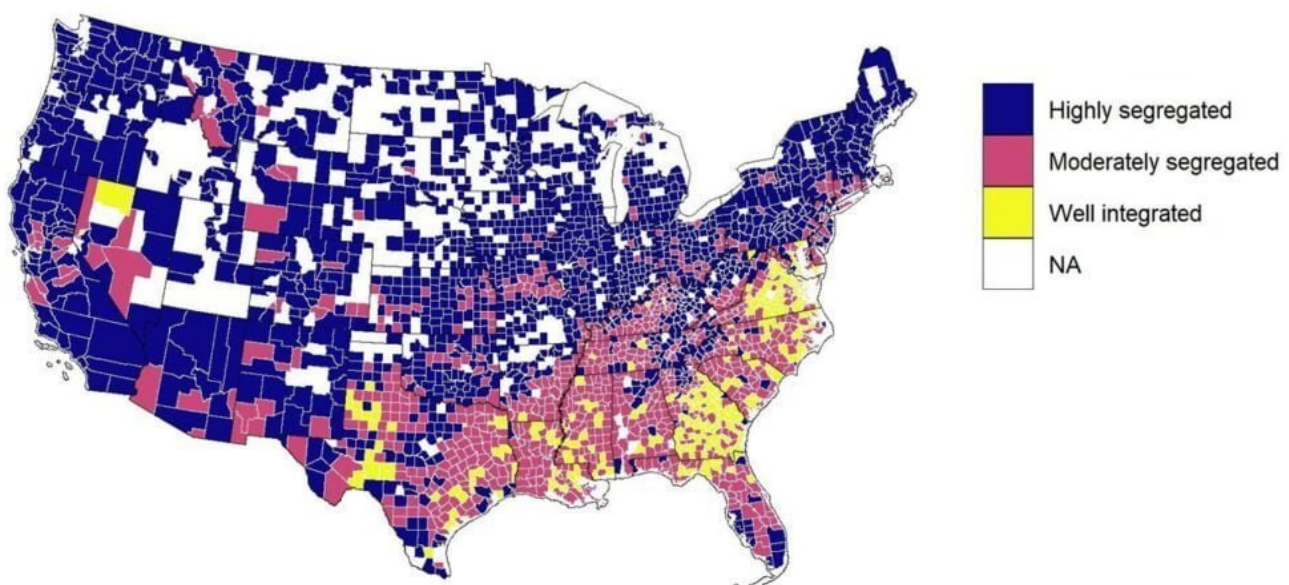 Highly segregated
Moderately segregated
Well integrated
NA